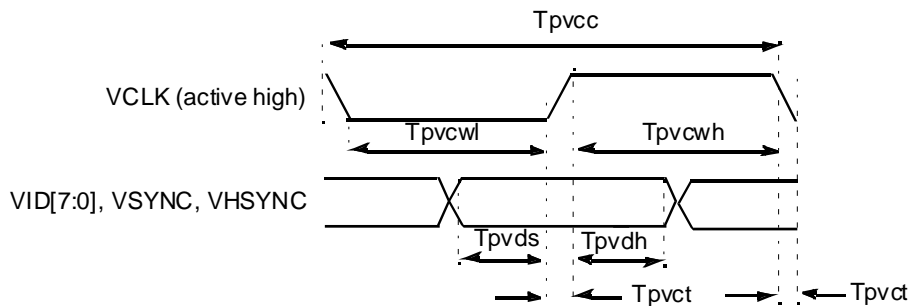 Tpvcc
VCLK (active high)
Tpvcwl
Tpvcwh
VID[7:0], VSYNC, VHSYNC
Tpvds
Tpvdh
Tpvct
Tpvct